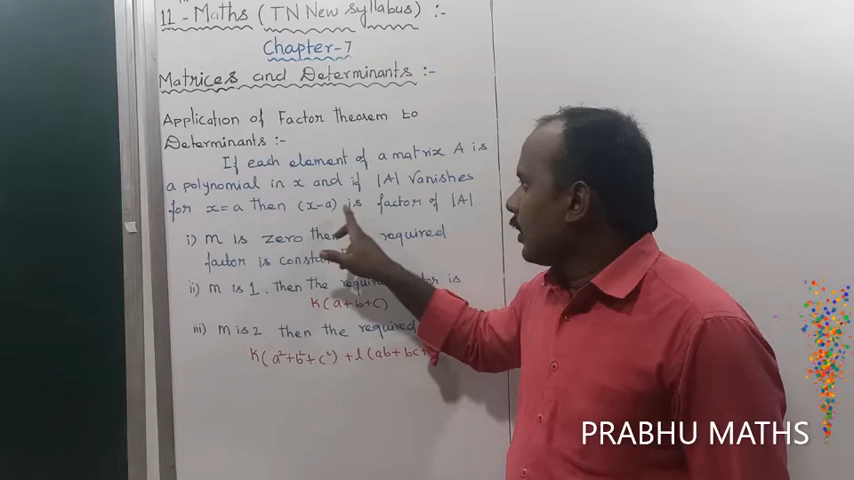 11 - Maths (TN New syllabus) :-
Chapter-7
Matrices and Determinants :-
Application of Factor theorem to
Determinants :-
If each element of a matrix A is
a polynomial in x and if |A| Vanishes
for x=a then (x-a) is factor of |A|
i) m is zero then required
factor is constant
ii) m is 1. then the required factor is
k(a+b+c)
iii) m is 2 then the required
k(a²+b²+c²) + l(ab+bc+
PRABHU MATHS